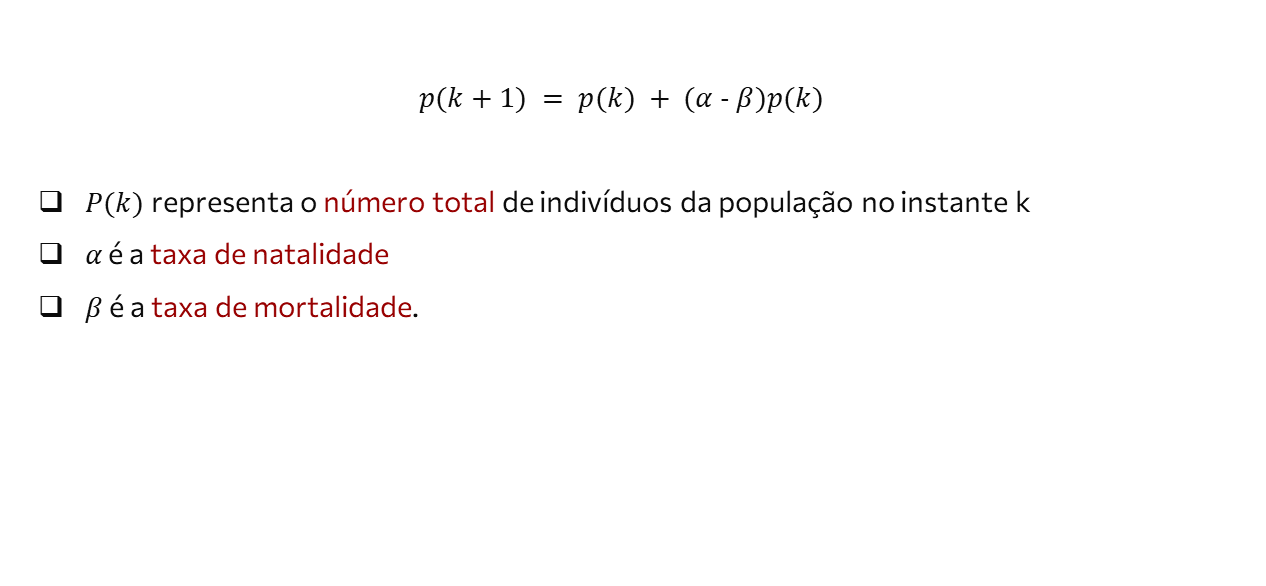 p(k + 1) = p(k) + (α - β)p(k)
❑ P(k) representa o número total de indivíduos da população no instante k
❑ α é a taxa de natalidade
❑ β é a taxa de mortalidade.